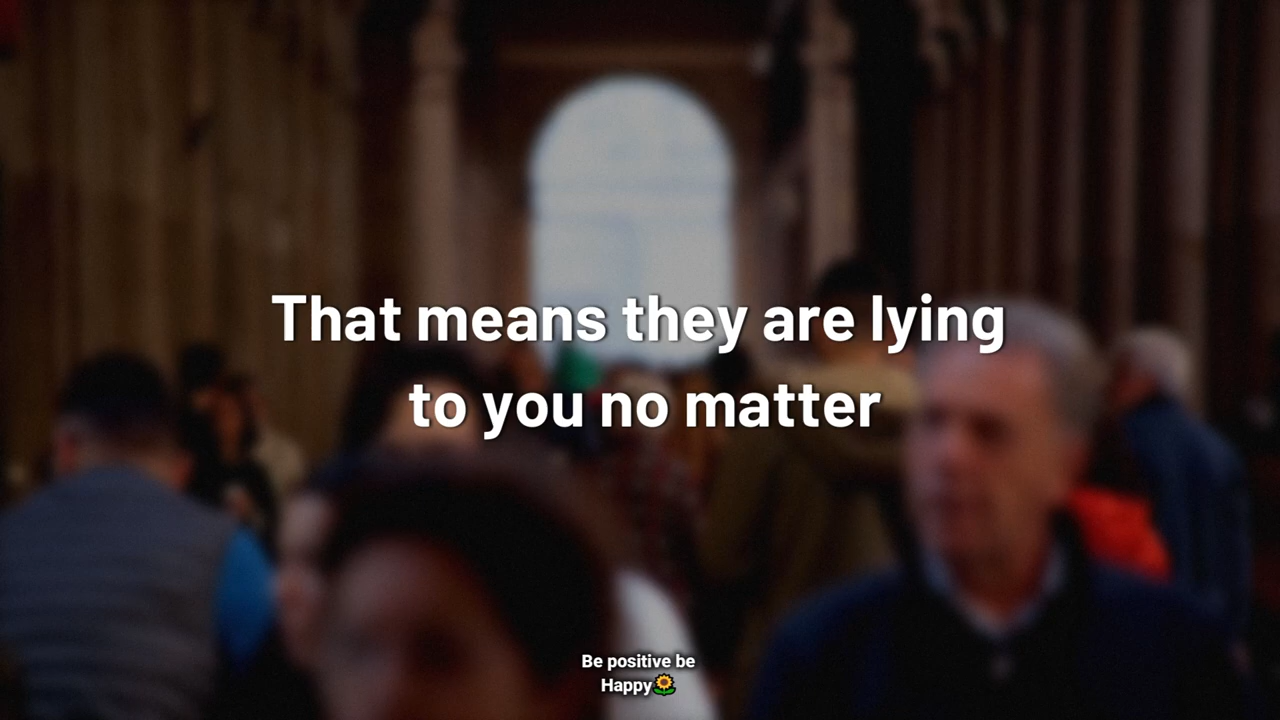 That means they are lying
to you no matter
Be positive be
Happy🌻